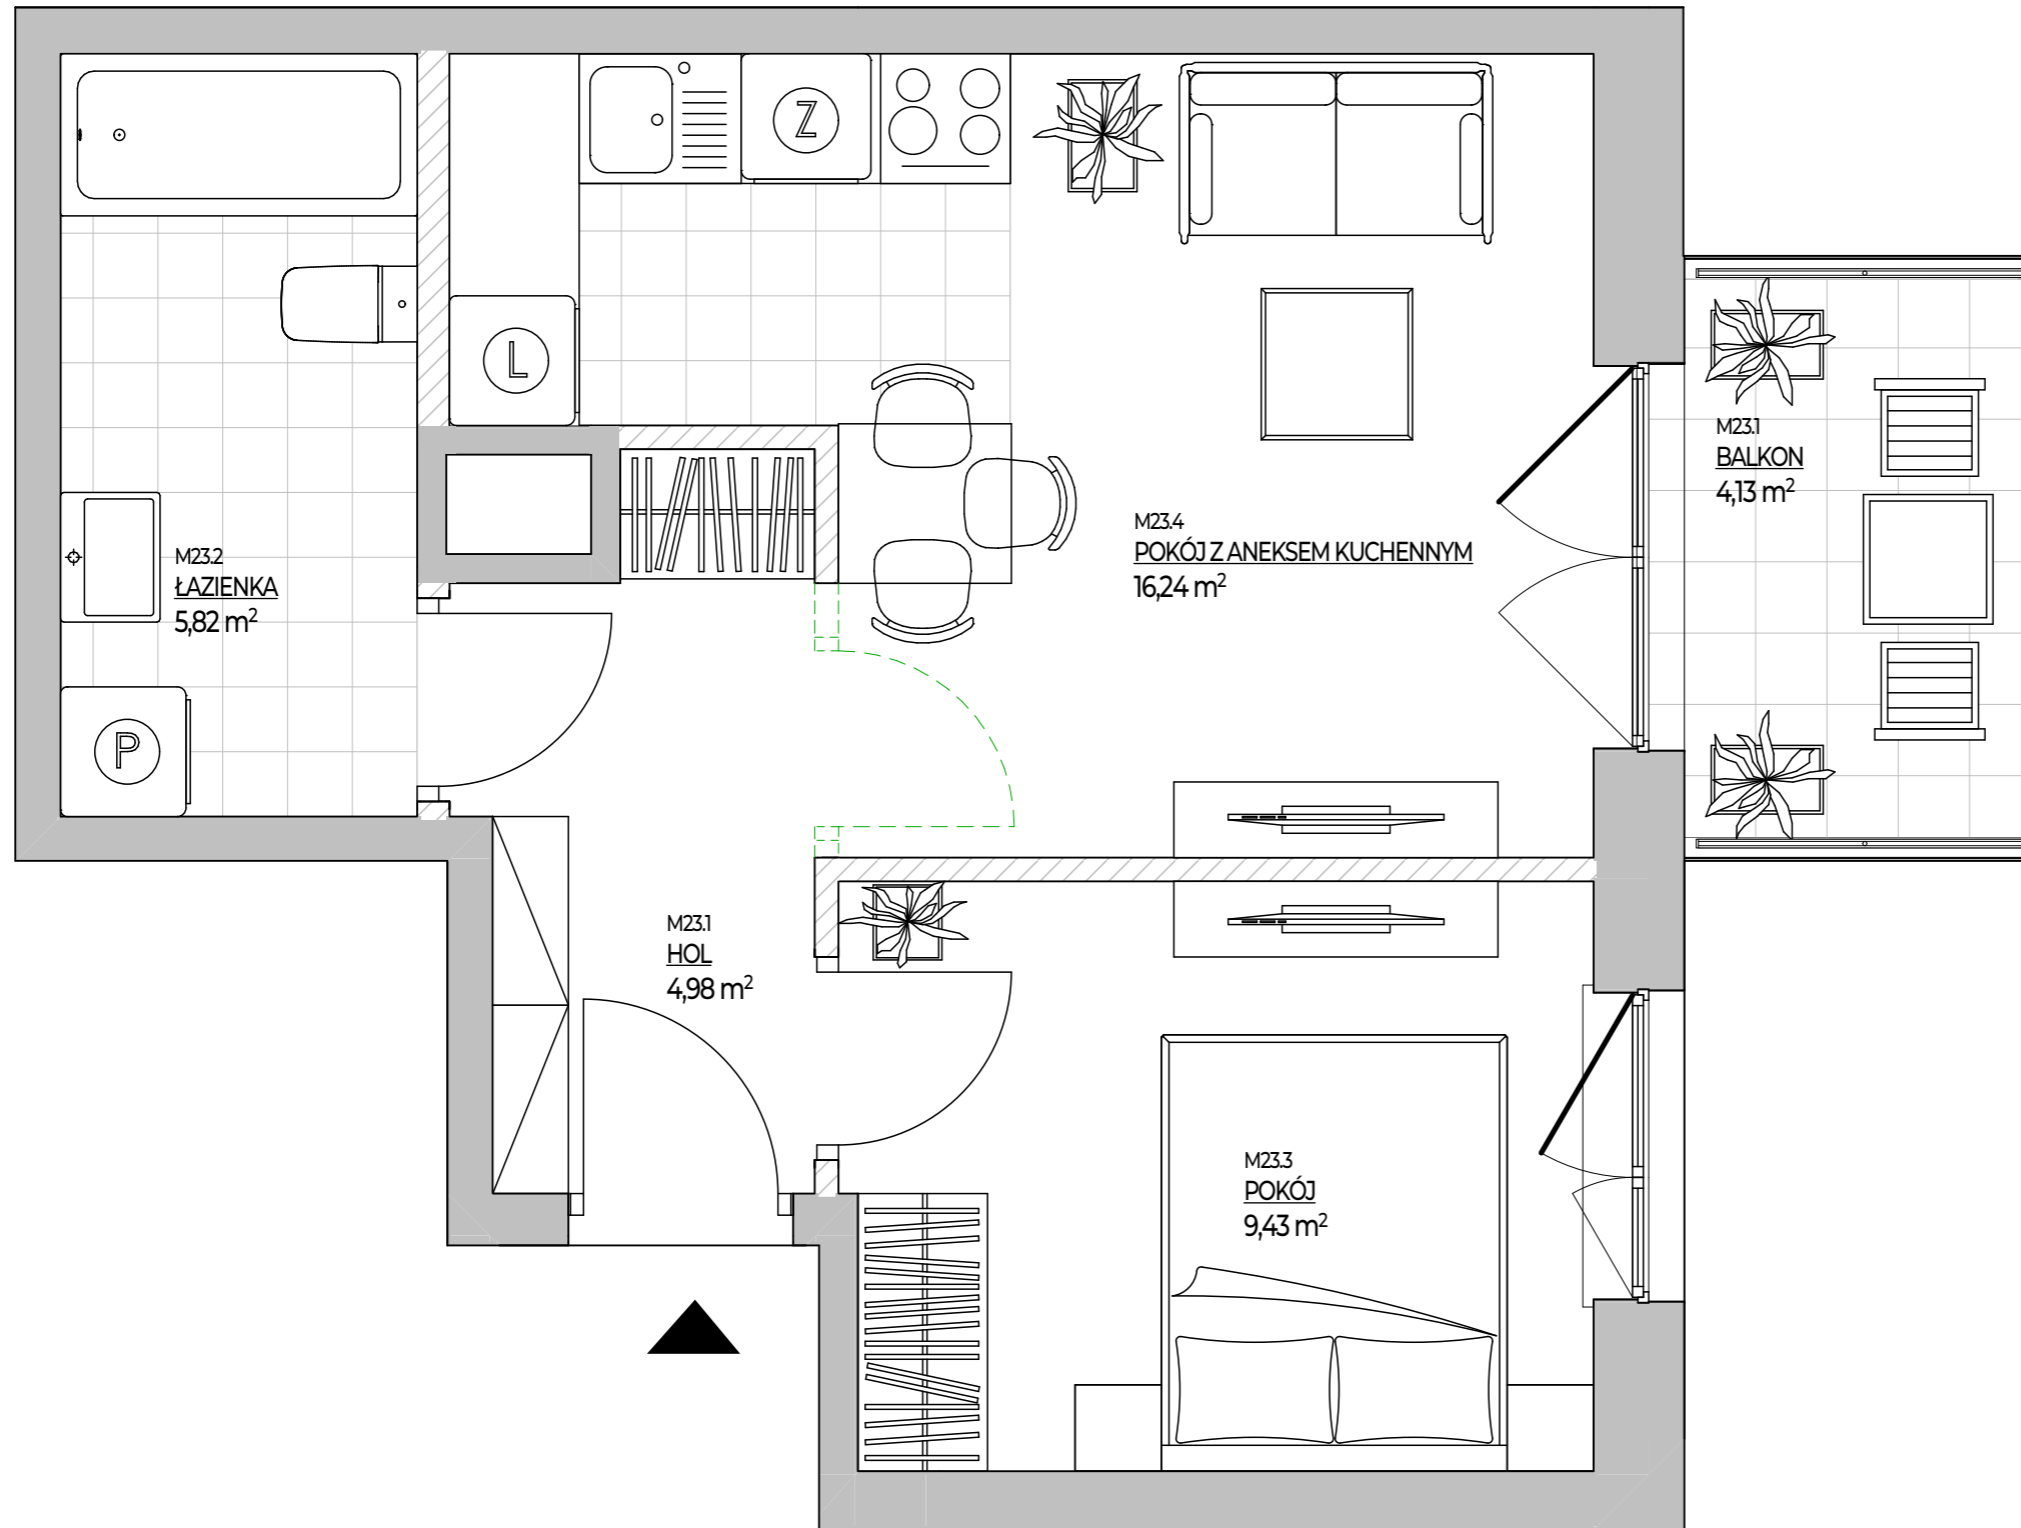 Z
L
M23.1
BALKON
4,13 m²
M23.4
POKÓJ Z ANEKSEM KUCHENNYM
16,24 m²
M23.2
ŁAZIENKA
5,82 m²
P
M23.1
HOL
4,98 m²
M23.3
POKÓJ
9,43 m²